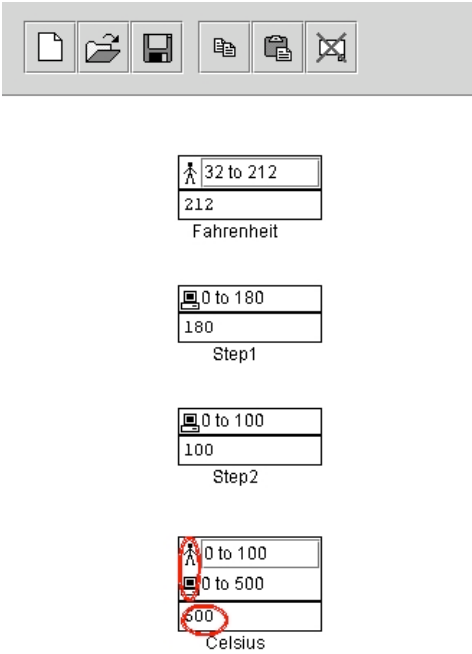 32 to 212
212
Fahrenheit
0 to 180
180
Step1
0 to 100
100
Step2
0 to 100
0 to 500
500
Celsius